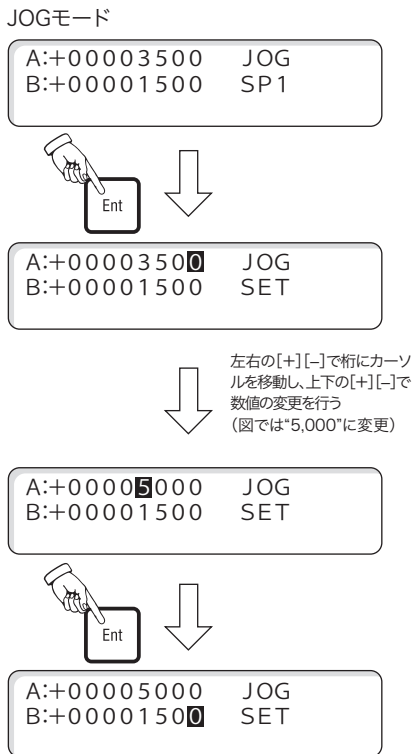 JOGモード
A:+00003500 JOG
B:+00001500 SP1
Ent
A:+00003500 JOG
B:+00001500 SET
左右の[+][–]で桁にカーソ
ルを移動し、上下の[+][–]で
数値の変更を行う
(図では“5,000”に変更)
A:+00005000 JOG
B:+00001500 SET
Ent
A:+00005000 JOG
B:+00001500 SET